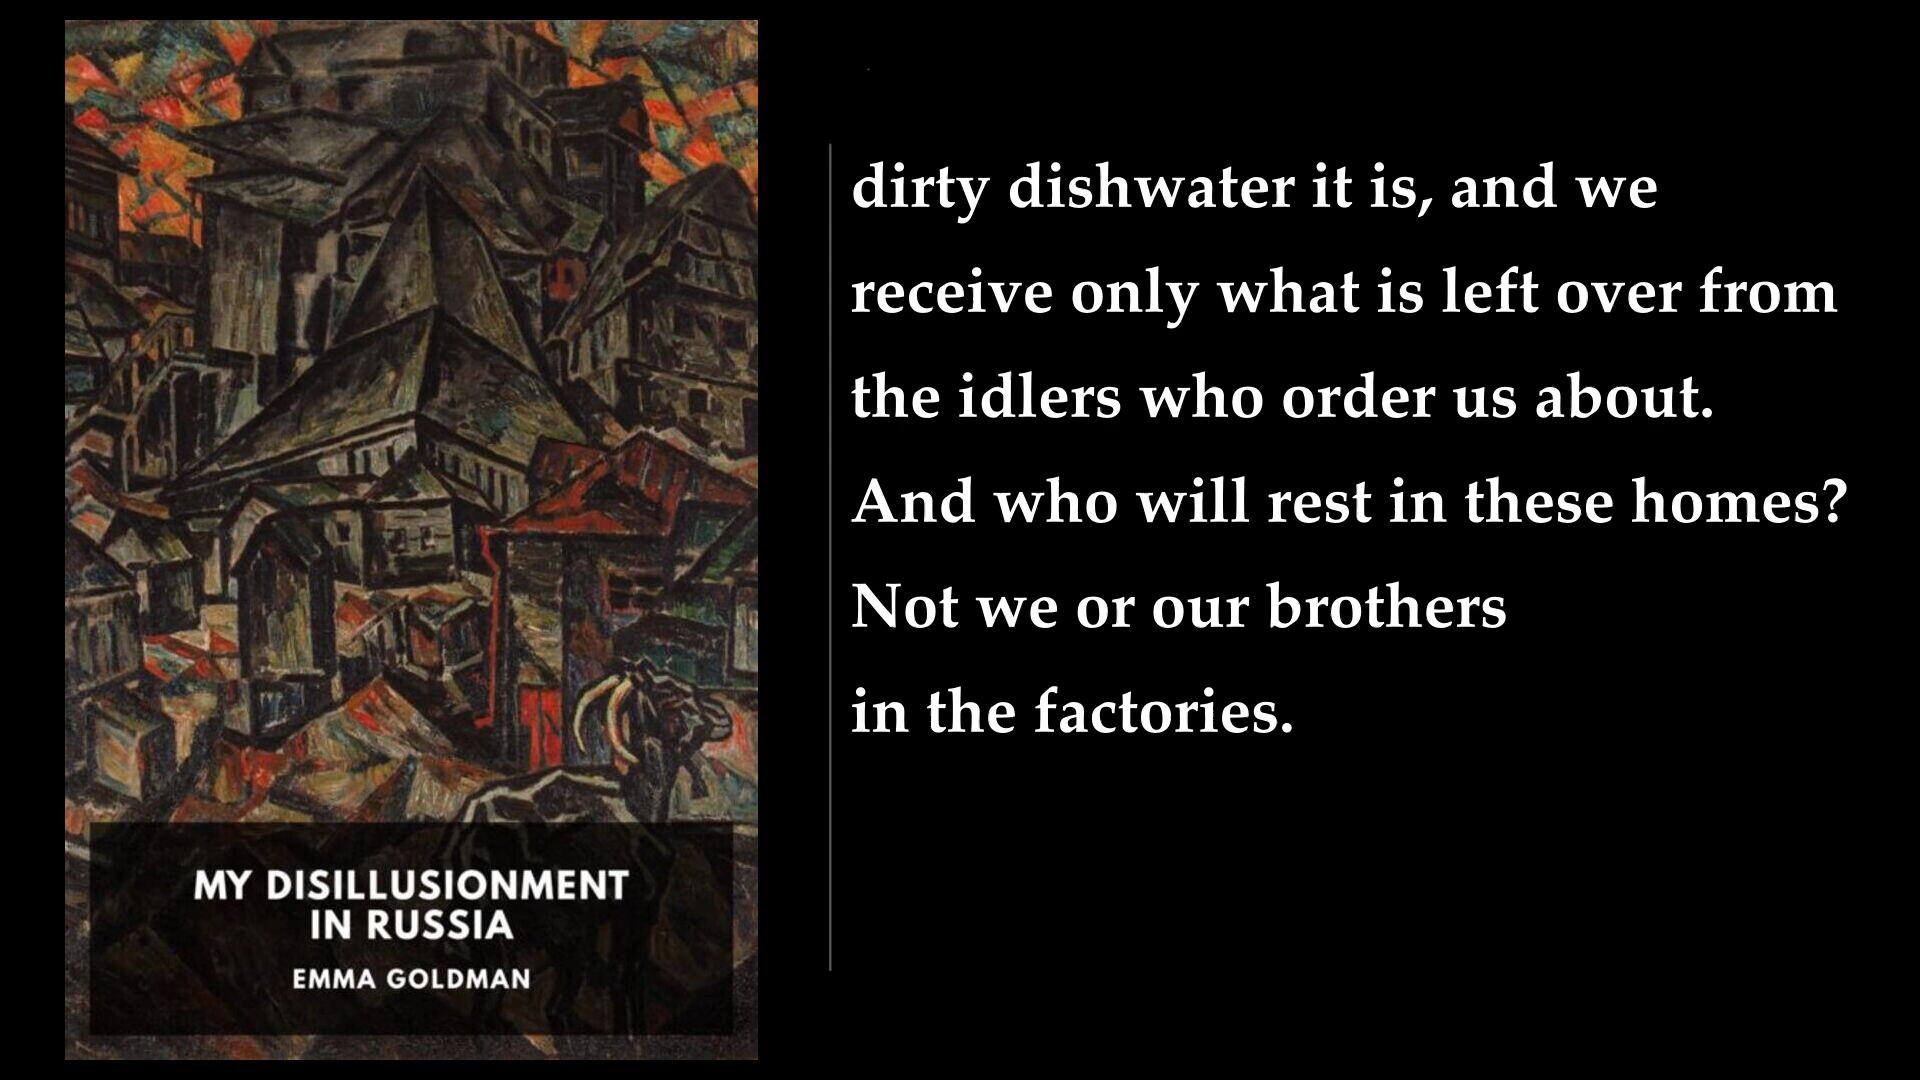 MY DISILLUSIONMENT
IN RUSSIA
EMMA GOLDMAN
dirty dishwater it is, and we
receive only what is left over from
the idlers who order us about.
And who will rest in these homes?
Not we or our brothers
in the factories.